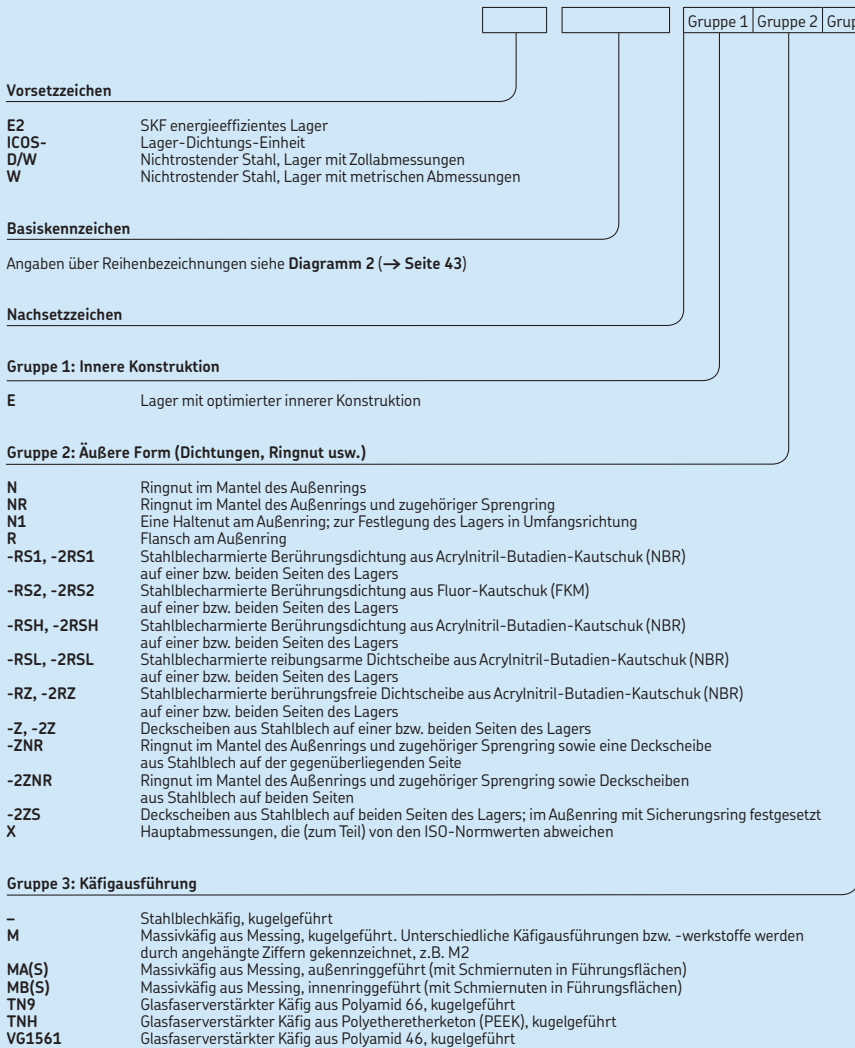 Gruppe 1 Gruppe 2
Vorsetzzeichen
E2 SKF energieeffizientes Lager
ICOS- Lager-Dichtungs-Einheit
D/W Nichtrostender Stahl, Lager mit Zollabmessungen
W Nichtrostender Stahl, Lager mit metrischen Abmessungen
Basiskennzeichen
Angaben über Reihenbezeichnungen siehe Diagramm 2 (→ Seite 43)
Nachsetzzeichen
Gruppe 1: Innere Konstruktion
E Lager mit optimierter innerer Konstruktion
Gruppe 2: Äußere Form (Dichtungen, Ringnut usw.)
N Ringnut im Mantel des Außenrings
NR Ringnut im Mantel des Außenrings und zugehöriger Sprengring
N1 Eine Haltenut am Außenring; zur Festlegung des Lagers in Umfangsrichtung
R Flansch am Außenring
-RS1, -2RS1 Stahlblecharmierte Berührungsdichtung aus Acrylnitril-Butadien-Kautschuk (NBR)
auf einer bzw. beiden Seiten des Lagers
-RS2, -2RS2 Stahlblecharmierte Berührungsdichtung aus Fluor-Kautschuk (FKM)
auf einer bzw. beiden Seiten des Lagers
-RSH, -2RSH Stahlblecharmierte Berührungsdichtung aus Acrylnitril-Butadien-Kautschuk (NBR)
auf einer bzw. beiden Seiten des Lagers
-RSL, -2RSL Stahlblecharmierte reibungsarme Dichtscheibe aus Acrylnitril-Butadien-Kautschuk (NBR)
auf einer bzw. beiden Seiten des Lagers
-RZ, -2RZ Stahlblecharmierte berührungsfreie Dichtscheibe aus Acrylnitril-Butadien-Kautschuk (NBR)
auf einer bzw. beiden Seiten des Lagers
-Z, -2Z Deckscheiben aus Stahlblech auf einer bzw. beiden Seiten des Lagers
-ZNR Ringnut im Mantel des Außenrings und zugehöriger Sprengring sowie eine Deckscheibe
aus Stahlblech auf der gegenüberliegenden Seite
-2ZNR Ringnut im Mantel des Außenrings und zugehöriger Sprengring sowie Deckscheiben
aus Stahlblech auf beiden Seiten
-2ZS Deckscheiben aus Stahlblech auf beiden Seiten des Lagers; im Außenring mit Sicherungsring festgesetzt
X Hauptabmessungen, die (zum Teil) von den ISO-Normwerten abweichen
Gruppe 3: Käfigausführung
– Stahlblechkäfig, kugelgeführt
M Massivkäfig aus Messing, kugelgeführt. Unterschiedliche Käfigausführungen bzw. -werkstoffe werden
durch angehängte Ziffern gekennzeichnet, z.B. M2
MA(S) Massivkäfig aus Messing, außenringgeführt (mit Schmiernuten in Führungsflächen)
MB(S) Massivkäfig aus Messing, innenringgeführt (mit Schmiernuten in Führungsflächen)
TN9 Glasfaserverstärkter Käfig aus Polyamid 66, kugelgeführt
TNH Glasfaserverstärkter Käfig aus Polyetheretherketon (PEEK), kugelgeführt
VG1561 Glasfaserverstärkter Käfig aus Polyamid 46, kugelgeführt